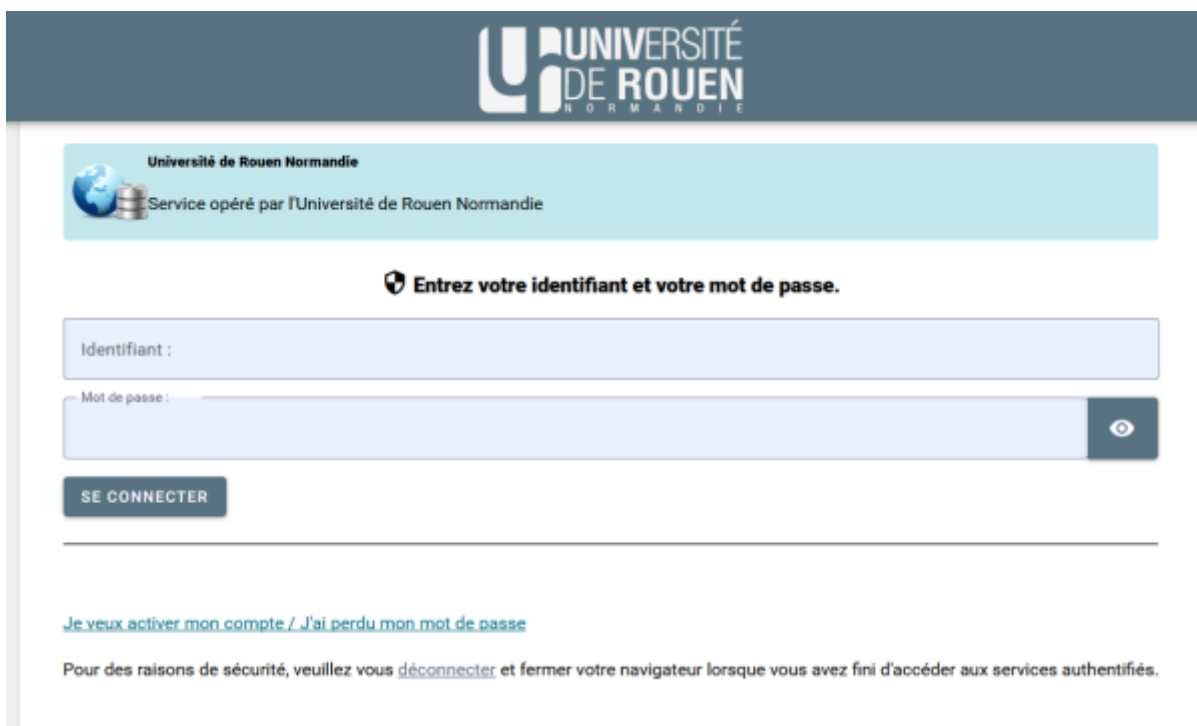 UNIVERSITÉ
DE ROUEN
NORMANDIE
Université de Rouen Normandie
Service opéré par l'Université de Rouen Normandie
Entrez votre identifiant et votre mot de passe.
Identifiant :
Mot de passe :
SE CONNECTER
Je veux activer mon compte / J'ai perdu mon mot de passe
Pour des raisons de sécurité, veuillez vous déconnecter et fermer votre navigateur lorsque vous avez fini d'accéder aux services authentifiés.